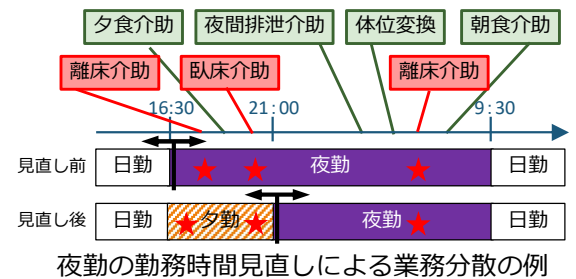 夕食介助 夜間排泄介助 体位変換 朝食介助
離床介助 臥床介助 離床介助
16:30 21:00 9:30
見直し前 日勤 夜勤 日勤
見直し後 日勤 夕勤 夜勤 日勤
夜勤の勤務時間見直しによる業務分散の例